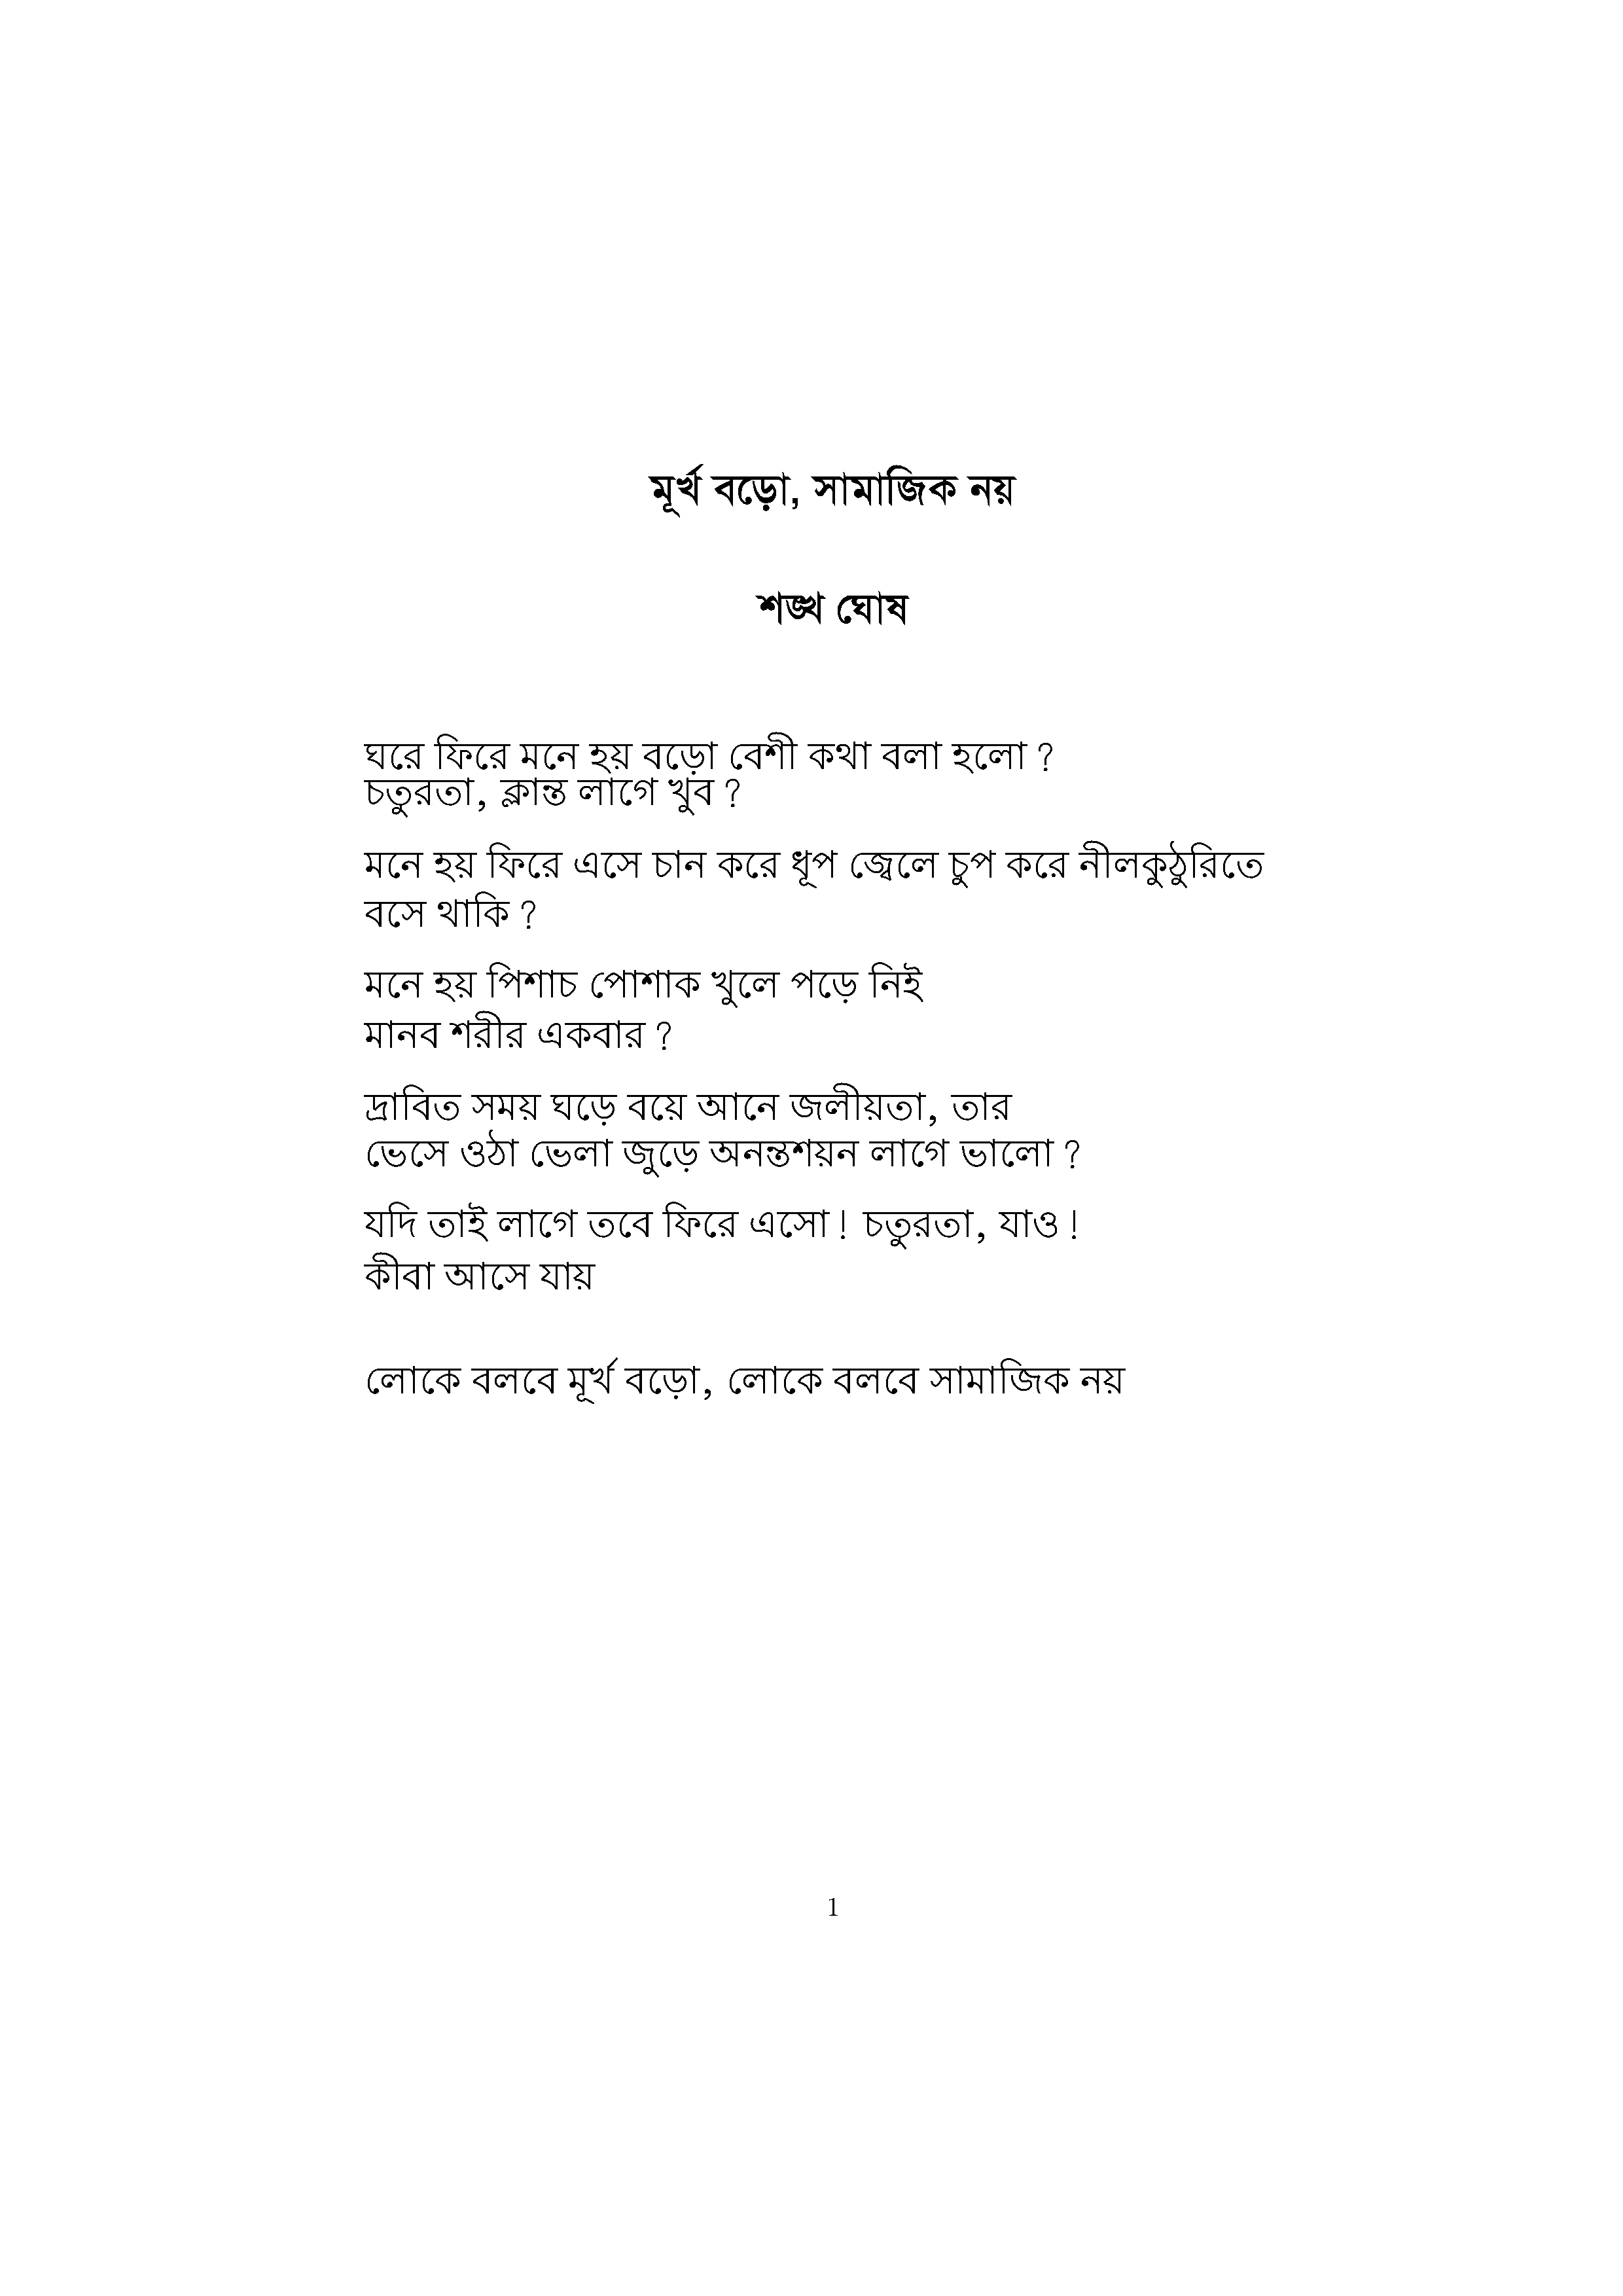 মূর্খ বড়ো, সামাজিক নয়
শঙ্খ ঘোষ
ঘরে ফিরে মনে হয় বড়ো বেশী কথা বলা হলো ?
চতুরতা, ক্লান্ত লাগে খুব ?
মনে হয় ফিরে এসে চান করে ধূপ জ্বেলে চুপ করে নীলকুঠুরিতে
বসে থাকি ?
মনে হয় পিশাচ পোশাক খুলে পড়ে নিই
মানব শরীর একবার ?
দ্রাবিত সময় ঘড়ে বয়ে আনে জলীয়তা, তার
ভেসে ওঠা ভেলা জুড়ে অনন্তশয়ন লাগে ভালো ?
যদি তাই লাগে তবে ফিরে এসো ! চতুরতা, যাও !
কীবা আসে যায়
লোকে বলবে মূর্খ বড়ো, লোকে বলবে সামাজিক নয়
1